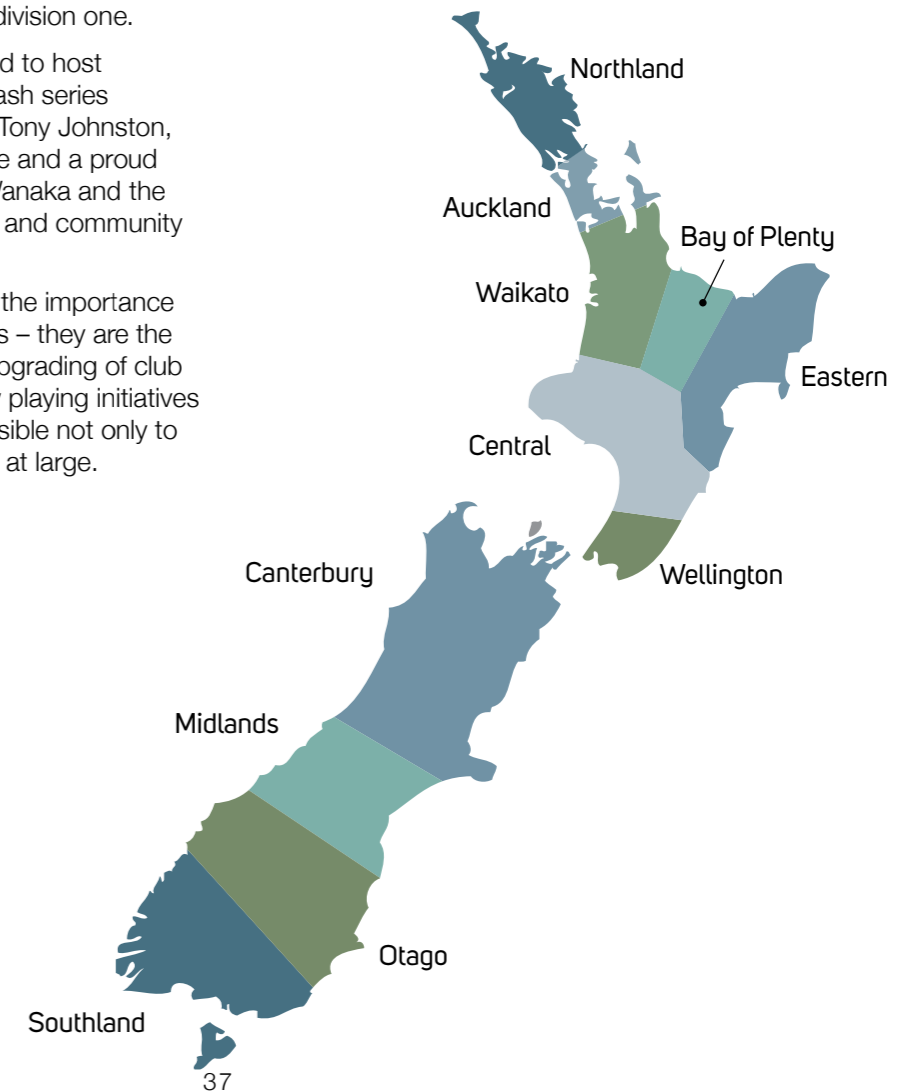 division one.
d to host
ash series
Tony Johnston,
e and a proud
anaka and the
and community
the importance
s – they are the
pgrading of club
playing initiatives
sible not only to
at large.
Northland
Auckland
Bay of Plenty
Waikato
Eastern
Central
Canterbury
Wellington
Midlands
Otago
Southland
37